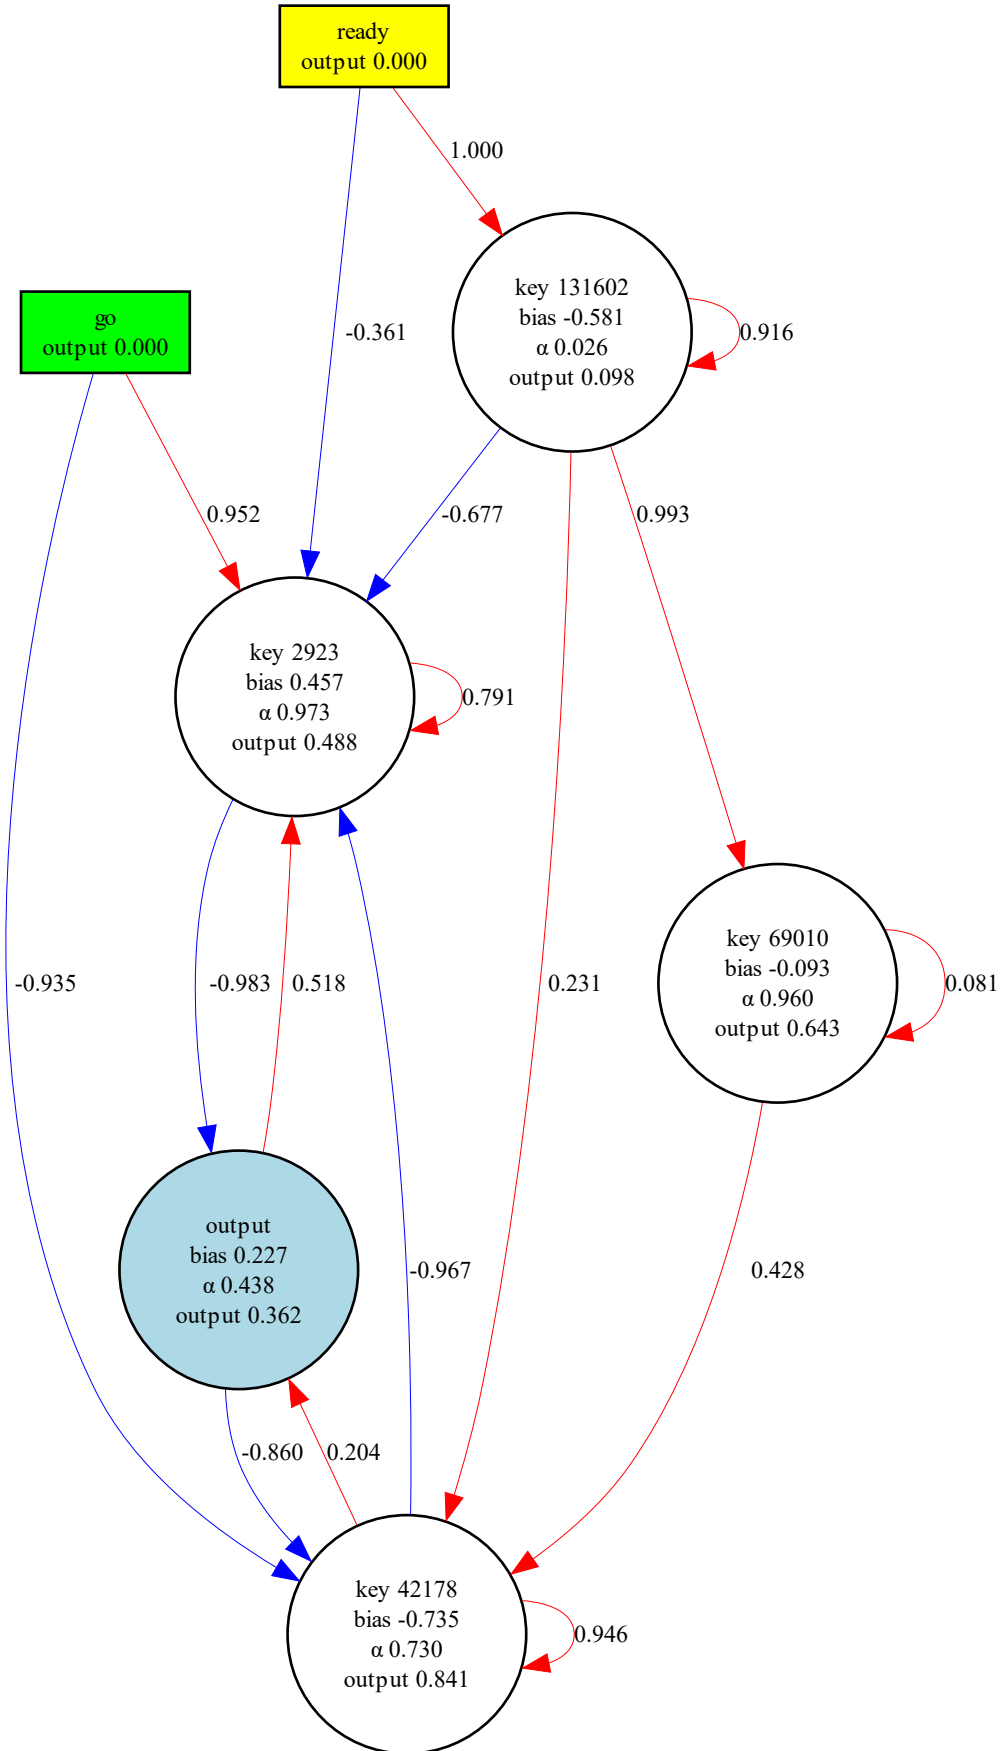 ready
output 0.000
1.000
go
output 0.000
key 131602
bias -0.581
α 0.026
output 0.098
0.916
-0.361
0.952
-0.677
0.993
key 2923
bias 0.457
α 0.973
output 0.488
0.791
key 69010
bias -0.093
α 0.960
output 0.643
0.081
-0.935
-0.983
0.518
0.231
output
bias 0.227
α 0.438
output 0.362
-0.967
0.428
-0.860
0.204
key 42178
bias -0.735
α 0.730
output 0.841
0.946